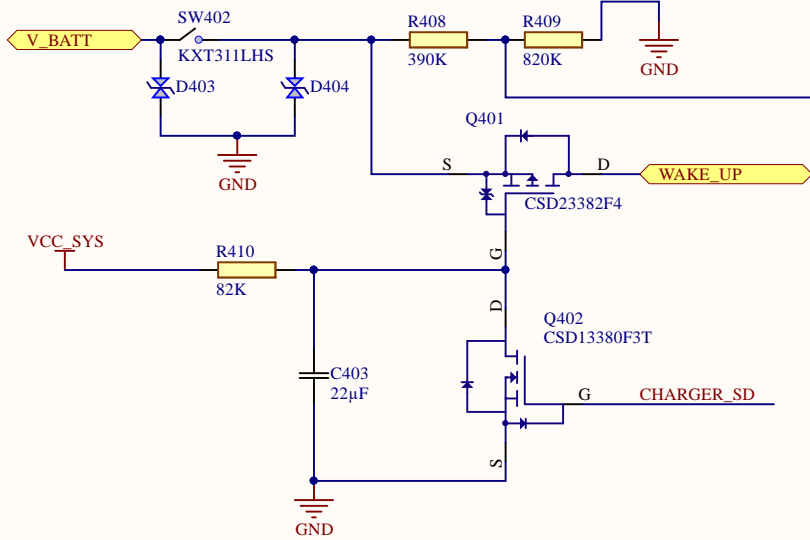 SW402
V_BATT
KXT311LHS
R408
390K
R409
820K
GND
D403
D404
GND
Q401
S
D
WAKE_UP
CSD23382F4
G
VCC_SYS
R410
82K
D
Q402
CSD13380F3T
C403
22µF
G
CHARGER_SD
S
GND